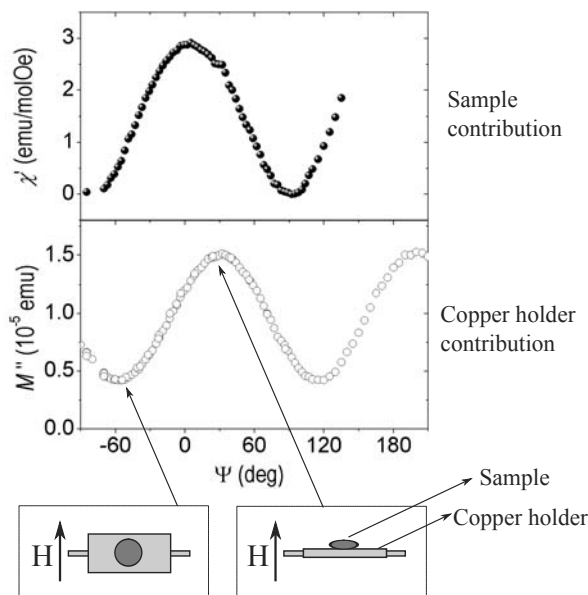 3
2
1
0
χ' (emu/molOe)
Sample
contribution
1.5
1.0
0.5
0.0
M" (10⁻⁵ emu)
Copper holder
contribution
-60 0 60 120 180
Ψ (deg)
Sample
Copper holder
H
H